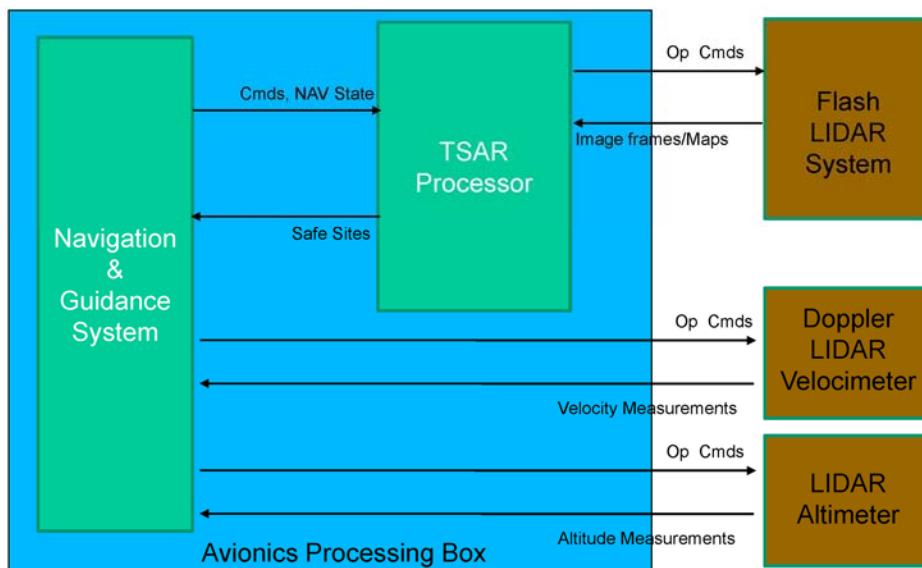 Op Cmds
Flash
LIDAR
System
Cmds, NAV State
TSAR
Processor
Image frames/Maps
Safe Sites
Navigation
&
Guidance
System
Op Cmds
Doppler
LIDAR
Velocimeter
Velocity Measurements
Op Cmds
LIDAR
Altimeter
Altitude Measurements
Avionics Processing Box